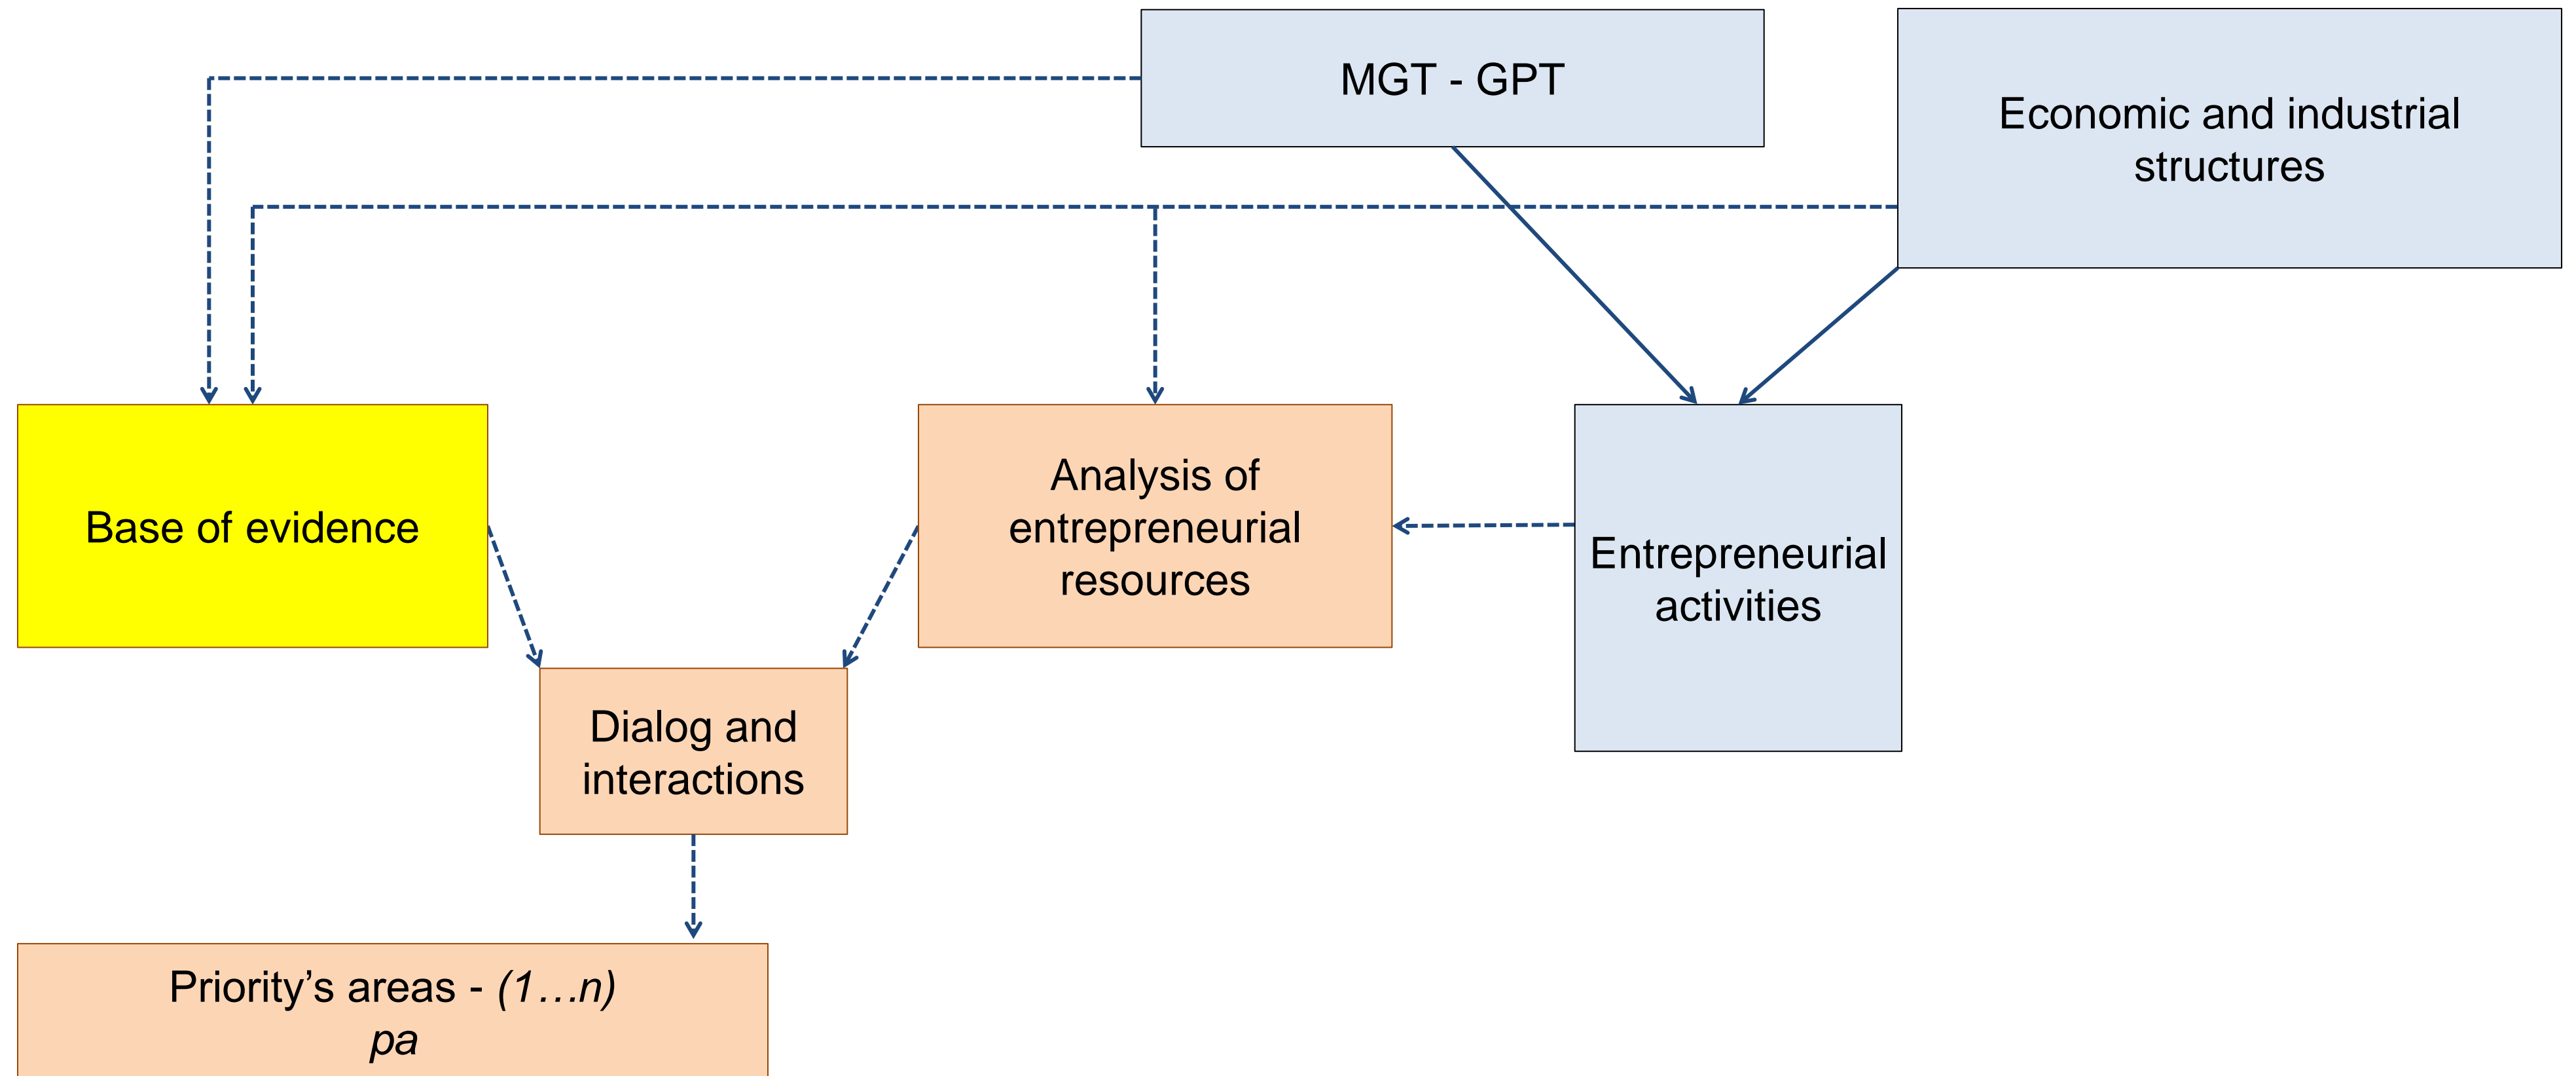 MGT - GPT
Economic and industrial
structures
Base of evidence
Analysis of
entrepreneurial
resources
Entrepreneurial
activities
Dialog and
interactions
Priority’s areas - (1…n)
pa